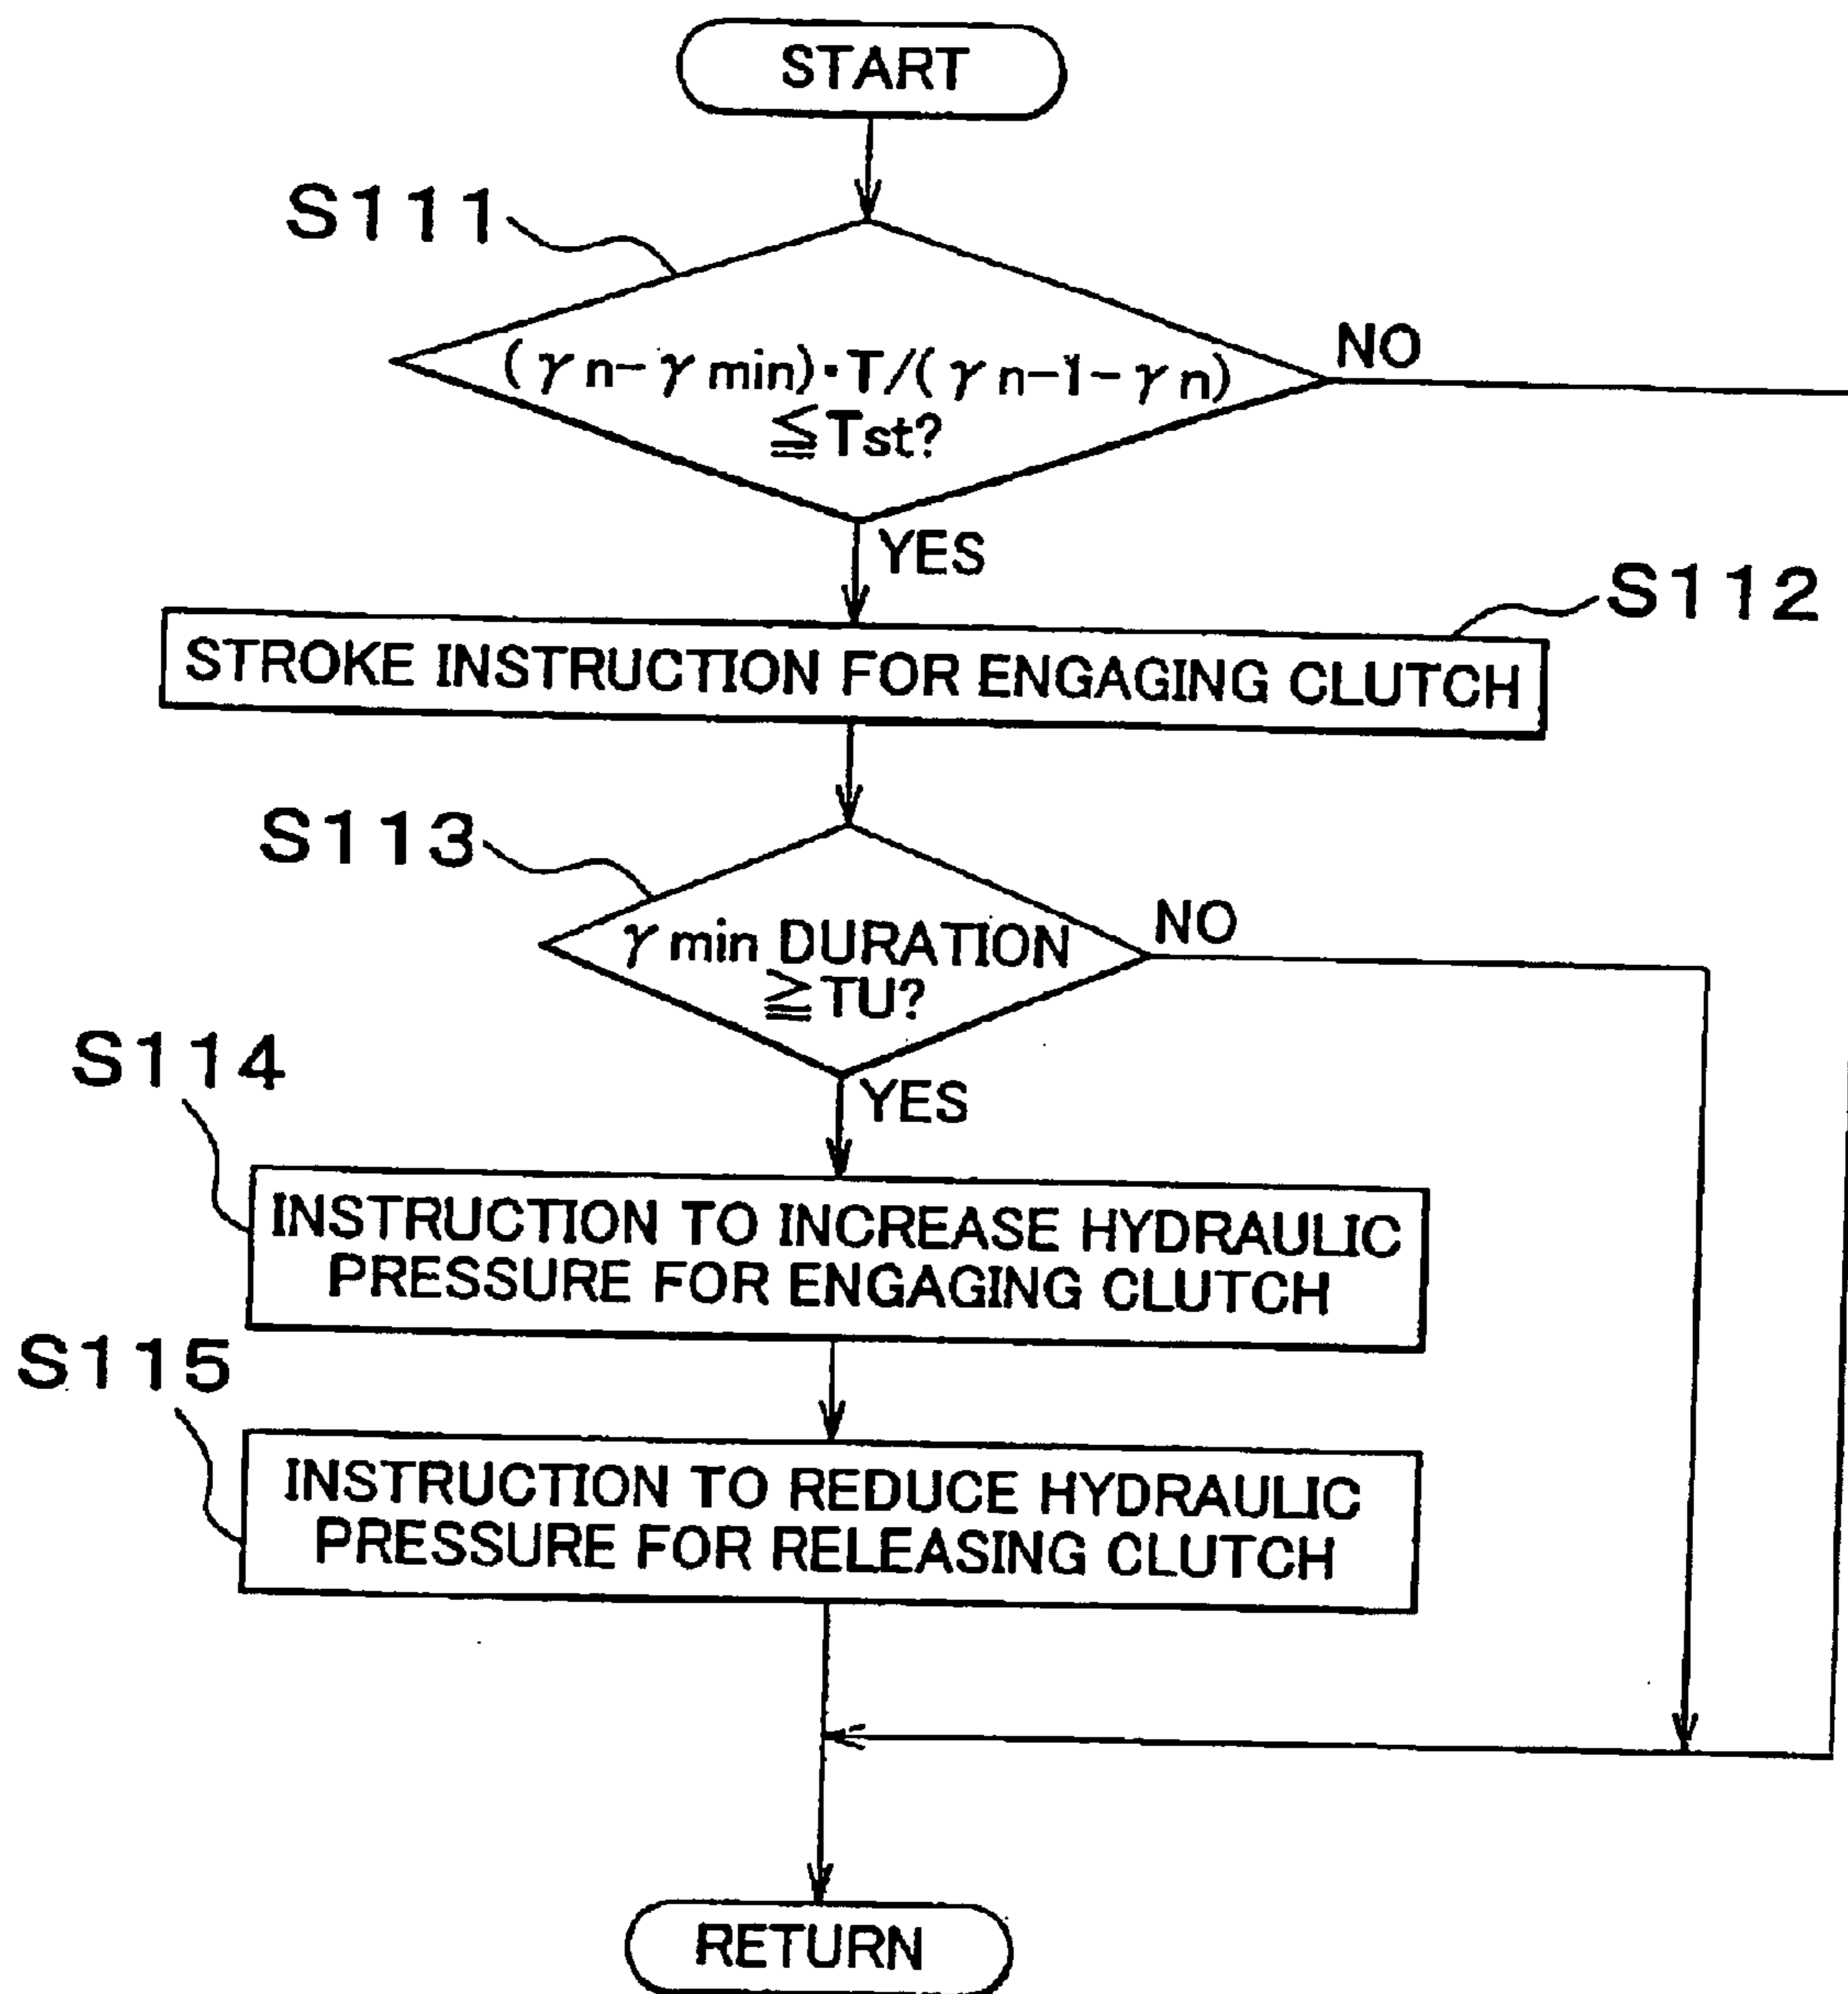 START
S111
(γn-γmin)·T/(γn-1-γn)
≦Tst?
NO
YES
S112
STROKE INSTRUCTION FOR ENGAGING CLUTCH
S113
γmin DURATION
≧TU?
NO
YES
S114
INSTRUCTION TO INCREASE HYDRAULIC
PRESSURE FOR ENGAGING CLUTCH
S115
INSTRUCTION TO REDUCE HYDRAULIC
PRESSURE FOR RELEASING CLUTCH
RETURN